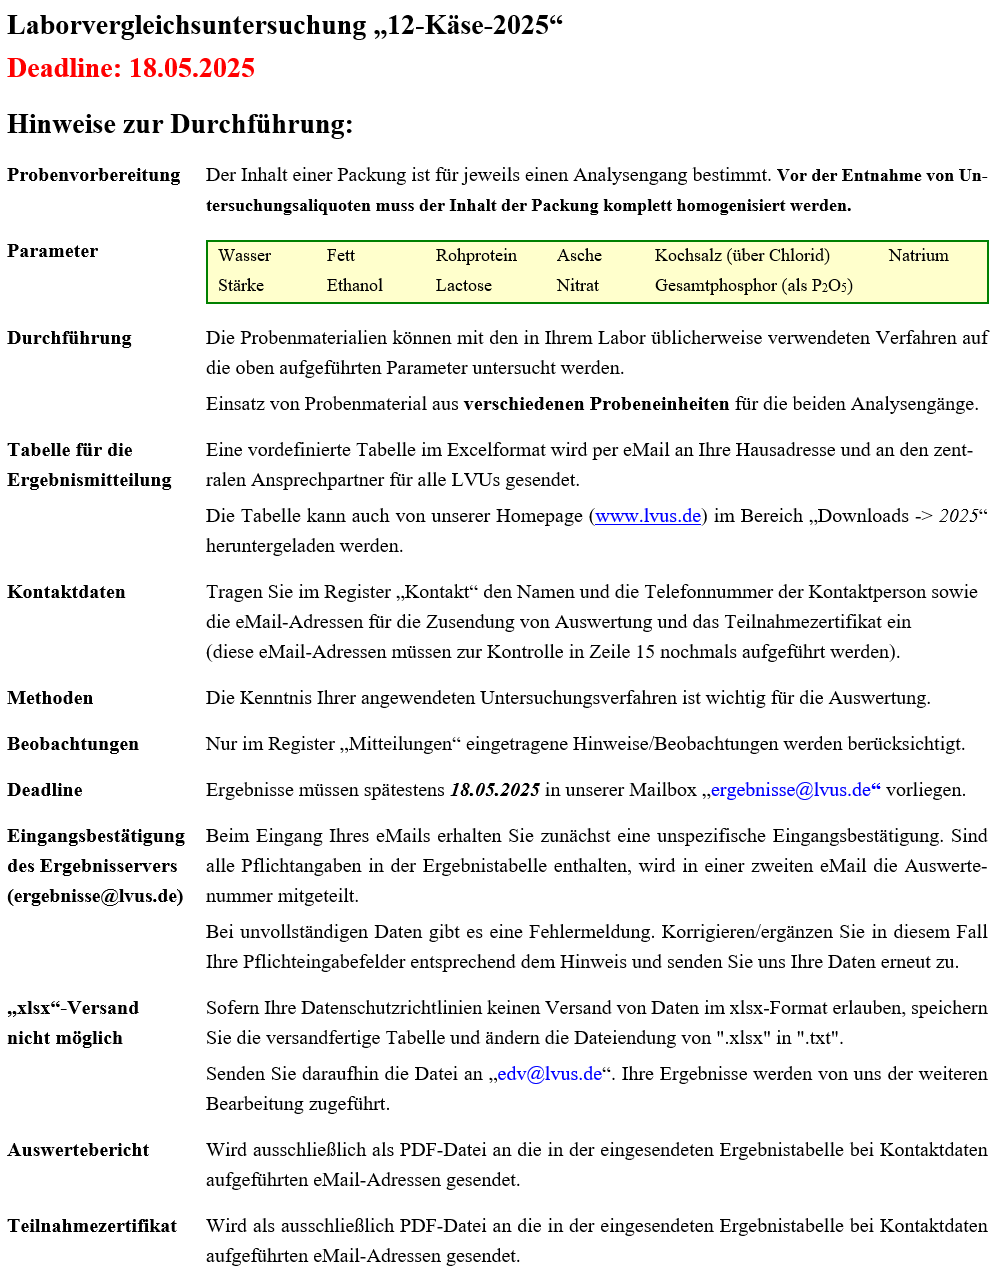 Laborvergleichsuntersuchung „12-Käse-2025“
Deadline: 18.05.2025
Hinweise zur Durchführung:
Probenvorbereitung Der Inhalt einer Packung ist für jeweils einen Analysengang bestimmt. Vor der Entnahme von Un-
tersuchungsaliquoten muss der Inhalt der Packung komplett homogenisiert werden.
Parameter Wasser Fett Rohprotein Asche Kochsalz (über Chlorid) Natrium
Stärke Ethanol Lactose Nitrat Gesamtphosphor (als P2O5)
Durchführung Die Probenmaterialien können mit den in Ihrem Labor üblicherweise verwendeten Verfahren auf
die oben aufgeführten Parameter untersucht werden.
Einsatz von Probenmaterial aus verschiedenen Probeneinheiten für die beiden Analysengänge.
Tabelle für die Eine vordefinierte Tabelle im Excelformat wird per eMail an Ihre Hausadresse und an den zent-
Ergebnismitteilung ralen Ansprechpartner für alle LVUs gesendet.
Die Tabelle kann auch von unserer Homepage (www.lvus.de) im Bereich „Downloads -> 2025“
heruntergeladen werden.
Kontaktdaten Tragen Sie im Register „Kontakt“ den Namen und die Telefonnummer der Kontaktperson sowie
die eMail-Adressen für die Zusendung von Auswertung und das Teilnahmezertifikat ein
(diese eMail-Adressen müssen zur Kontrolle in Zeile 15 nochmals aufgeführt werden).
Methoden Die Kenntnis Ihrer angewendeten Untersuchungsverfahren ist wichtig für die Auswertung.
Beobachtungen Nur im Register „Mitteilungen“ eingetragene Hinweise/Beobachtungen werden berücksichtigt.
Deadline Ergebnisse müssen spätestens 18.05.2025 in unserer Mailbox „ergebnisse@lvus.de“ vorliegen.
Eingangsbestätigung Beim Eingang Ihres eMails erhalten Sie zunächst eine unspezifische Eingangsbestätigung. Sind
des Ergebnisservers alle Pflichtangaben in der Ergebnistabelle enthalten, wird in einer zweiten eMail die Auswerte-
(ergebnisse@lvus.de) nummer mitgeteilt.
Bei unvollständigen Daten gibt es eine Fehlermeldung. Korrigieren/ergänzen Sie in diesem Fall
Ihre Pflichteingabefelder entsprechend dem Hinweis und senden Sie uns Ihre Daten erneut zu.
„xlsx“-Versand Sofern Ihre Datenschutzrichtlinien keinen Versand von Daten im xlsx-Format erlauben, speichern
nicht möglich Sie die versandfertige Tabelle und ändern die Dateiendung von ".xlsx" in ".txt".
Senden Sie daraufhin die Datei an „edv@lvus.de“. Ihre Ergebnisse werden von uns der weiteren
Bearbeitung zugeführt.
Auswertebericht Wird ausschließlich als PDF-Datei an die in der eingesendeten Ergebnistabelle bei Kontaktdaten
aufgeführten eMail-Adressen gesendet.
Teilnahmezertifikat Wird als ausschließlich PDF-Datei an die in der eingesendeten Ergebnistabelle bei Kontaktdaten
aufgeführten eMail-Adressen gesendet.